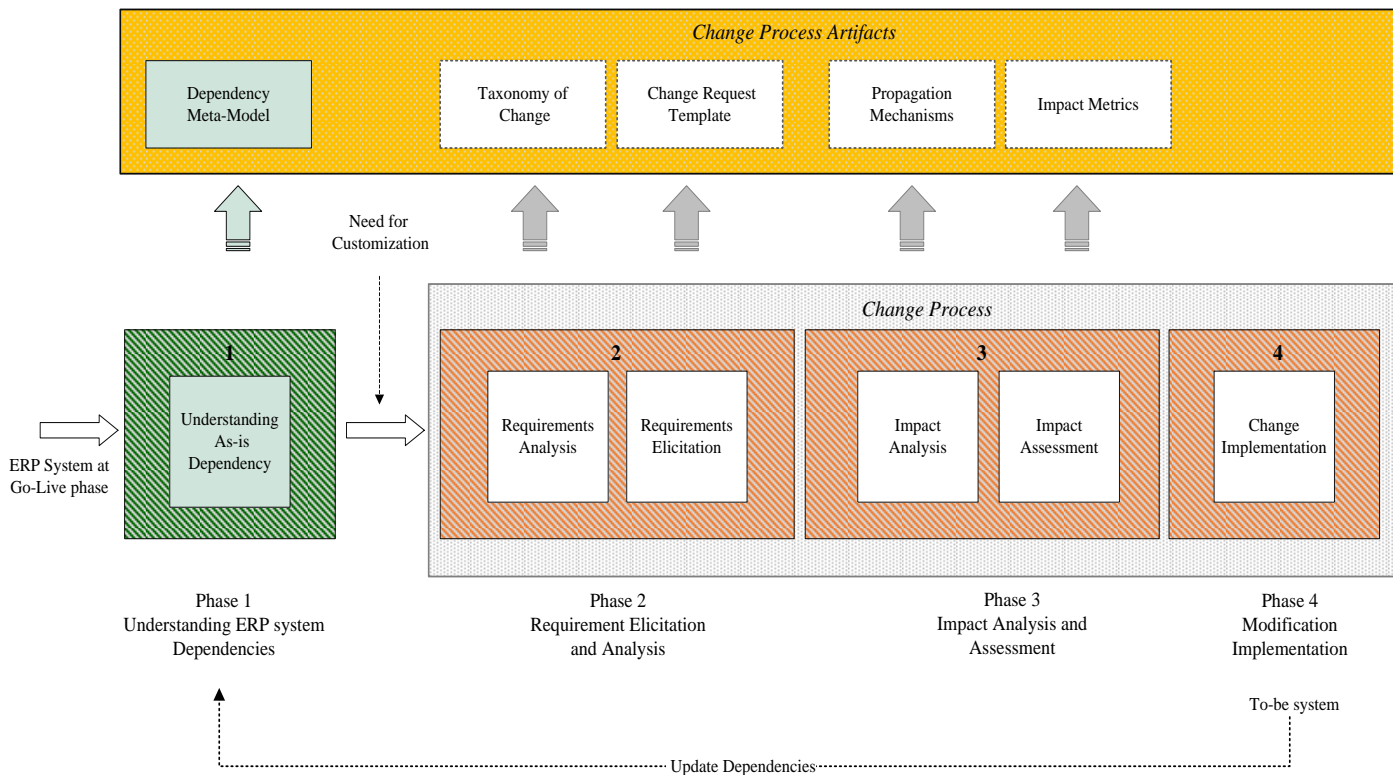 Change Process Artifacts
Dependency
Meta-Model
Taxonomy of
Change
Change Request
Template
Propagation
Mechanisms
Impact Metrics
Need for
Customization
Change Process
1
2
3
4
Understanding
As-is
Dependency
Requirements
Analysis
Requirements
Elicitation
Impact
Analysis
Impact
Assessment
Change
Implementation
ERP System at
Go-Live phase
Phase 1
Understanding ERP system
Dependencies
Phase 2
Requirement Elicitation
and Analysis
Phase 3
Impact Analysis and
Assessment
Phase 4
Modification
Implementation
To-be system
Update Dependencies